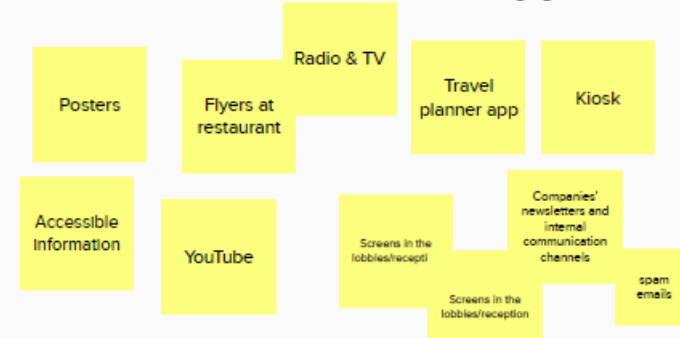 Posters
Flyers at
restaurant
Radio & TV
Travel
planner app
Kiosk
Accessible
information
YouTube
Screens in the
lobbies/recepti
Screens in the
lobbies/reception
Companies'
newsletters and
internal
communication
channels
spam
emails